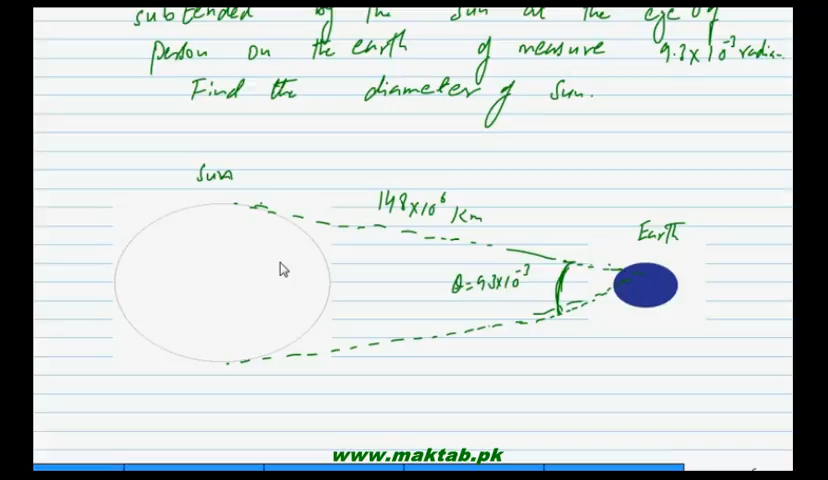 subtended by the Sun at the eye of
person on the earth of measure 9.3×10⁻³ radian.
Find the diameter of Sun.
Sun
148×10⁶ Km
Earth
θ=9.3×10⁻³
www.maktab.pk